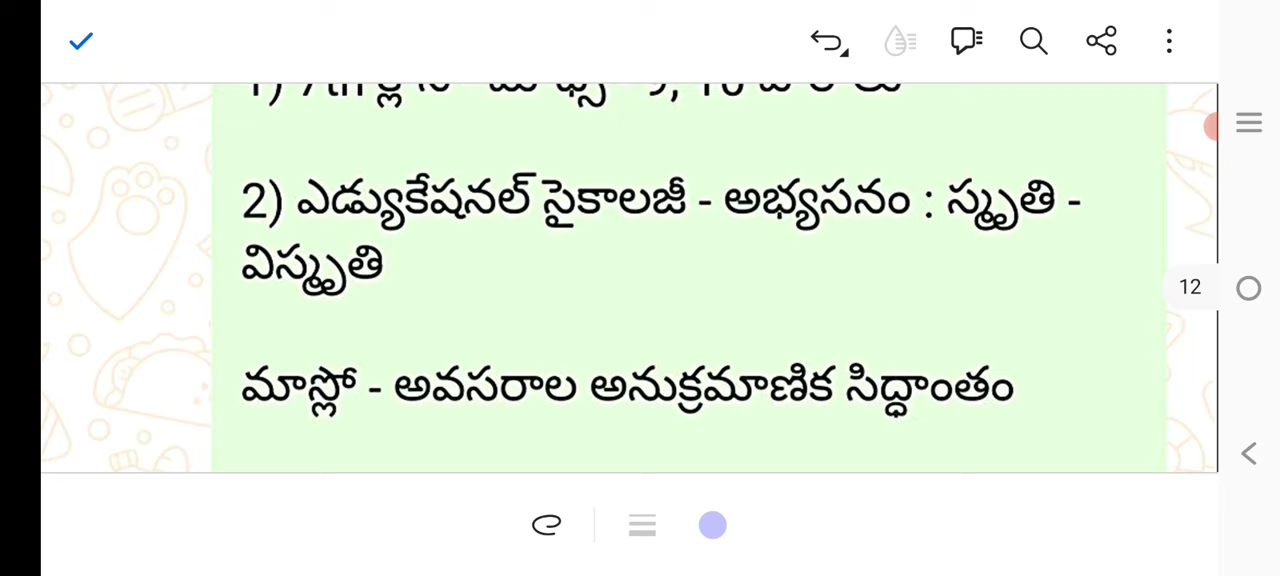 2) ఎడ్యుకేషనల్ సైకాలజీ - అభ్యసనం : స్మృతి -
విస్మృతి
12
మాస్లో - అవసరాల అనుక్రమాణిక సిద్ధాంతం